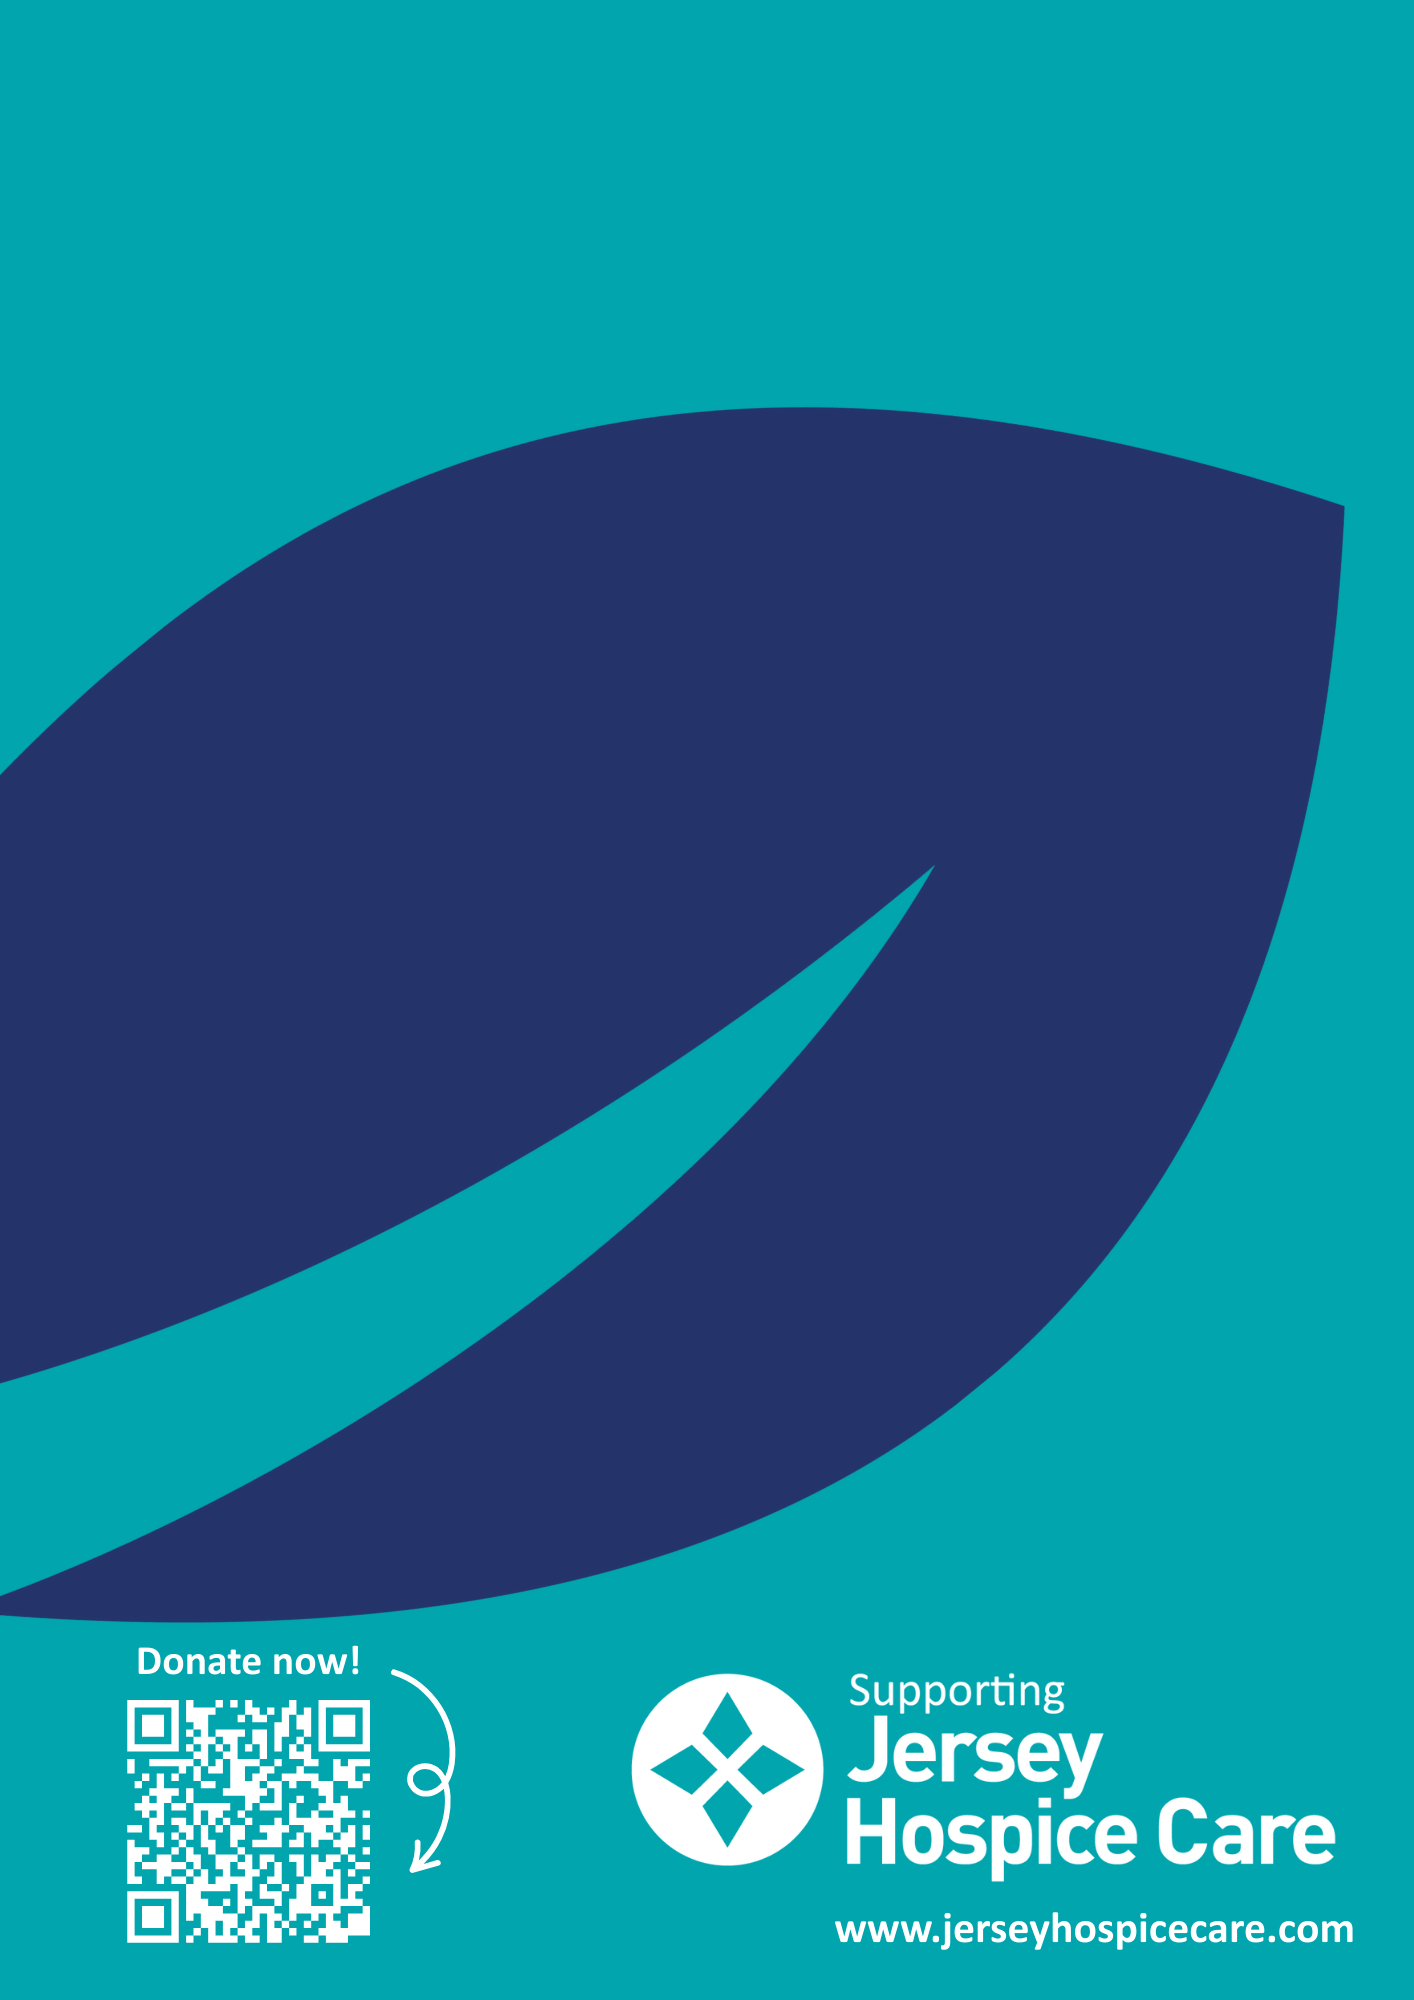 Donate now!
Supporting
Jersey
Hospice Care
www.jerseyhospicecare.com